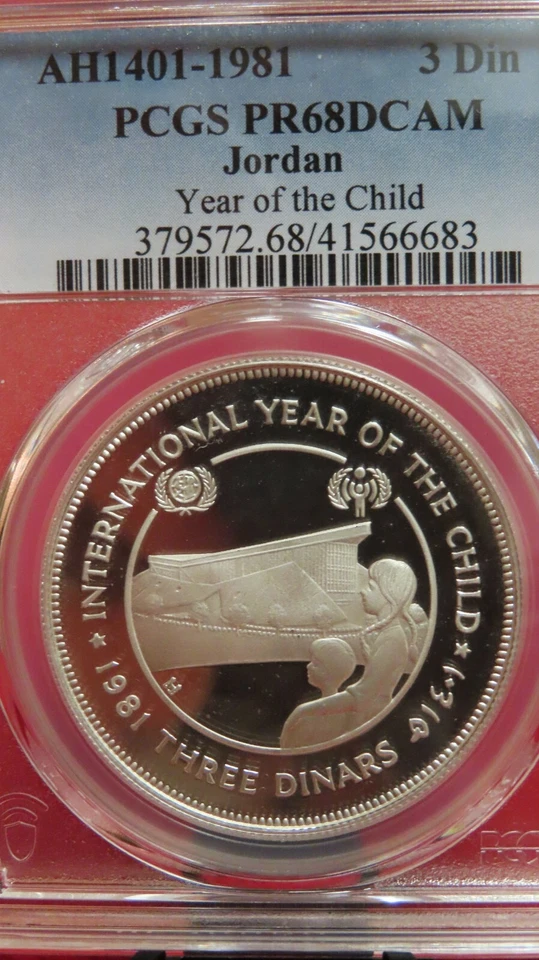 AH1401-1981 3 Din
PCGS PR68DCAM
Jordan
Year of the Child
379572.68/41566683
★ INTERNATIONAL YEAR OF THE CHILD ★
1981 THREE DINARS
H
PCGS